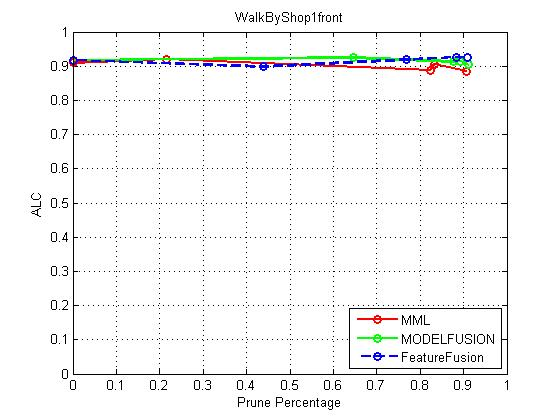 WalkByShop1front
1
0.9
0.8
0.7
0.6
0.5
0.4
0.3
0.2
0.1
0
ALC
MML
MODELFUSION
FeatureFusion
0 0.1 0.2 0.3 0.4 0.5 0.6 0.7 0.8 0.9 1
Prune Percentage